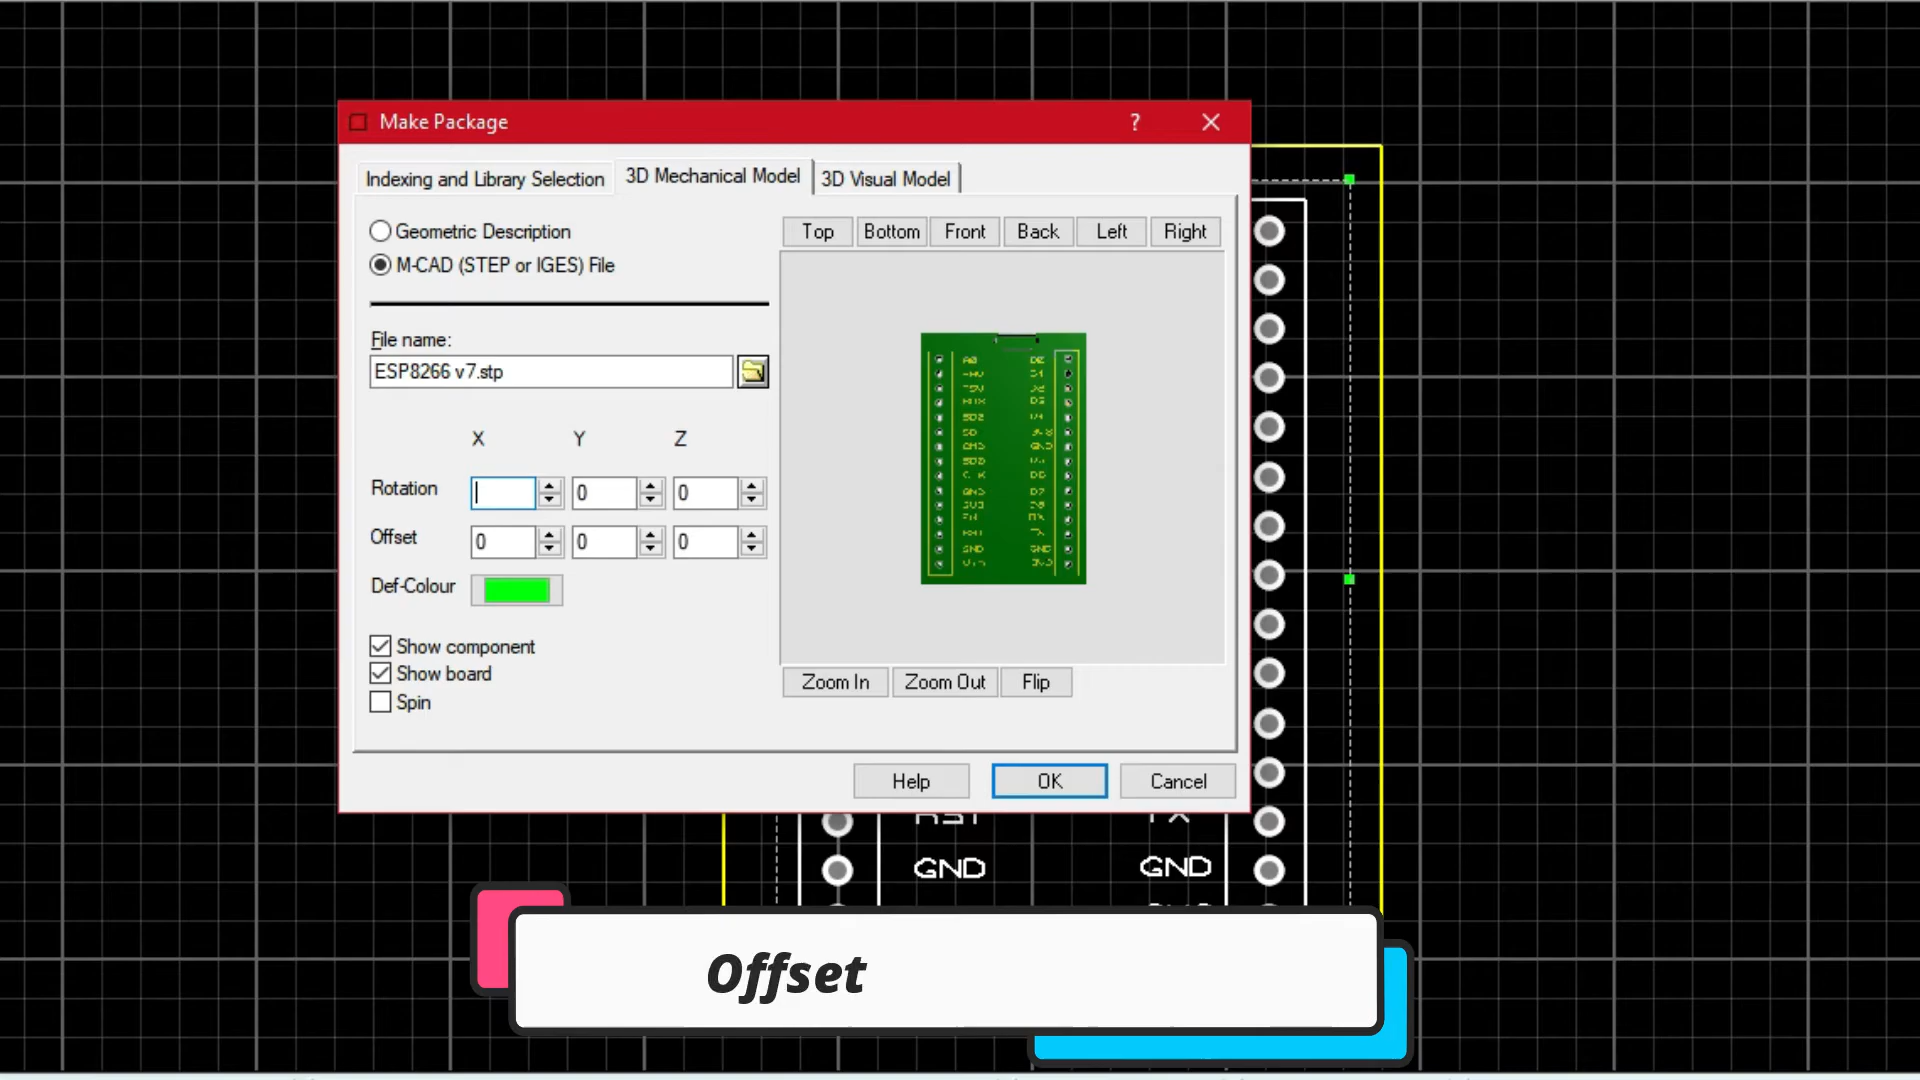 Make Package
?
Indexing and Library Selection
3D Mechanical Model
3D Visual Model
Geometric Description
M-CAD (STEP or IGES) File
Top
Bottom
Front
Back
Left
Right
File name:
ESP8266 v7.stp
X Y Z
Rotation 0 0
Offset 0 0 0
Def-Colour
Show component
Show board
Spin
Zoom In
Zoom Out
Flip
Help
OK
Cancel
RST TX
GND GND
Offset